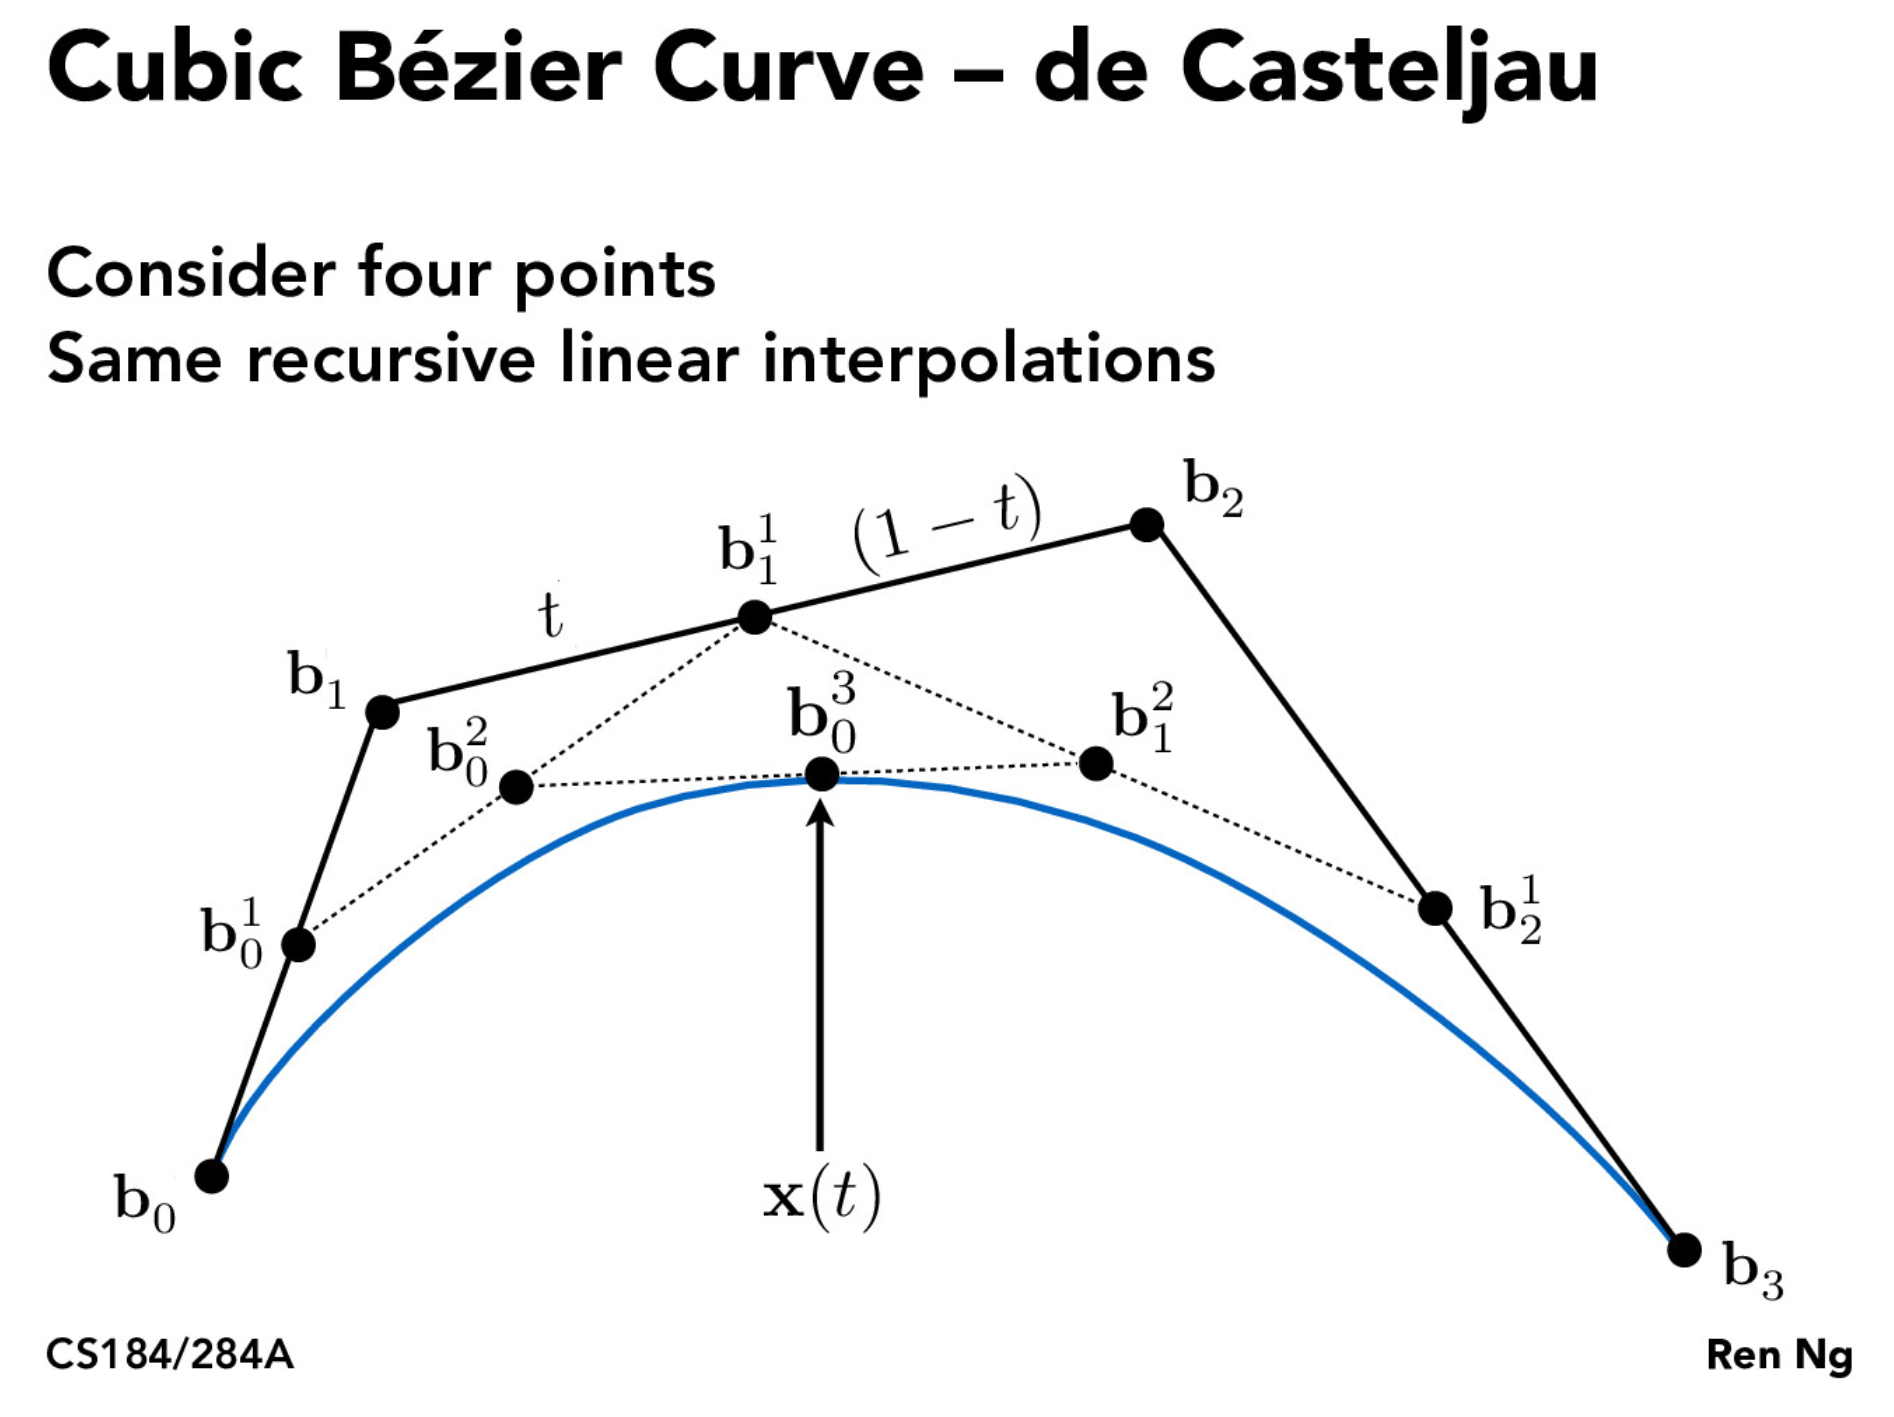 Cubic Bézier Curve – de Casteljau
Consider four points
Same recursive linear interpolations
b₂
(1 − t)
b₁¹
t
b₁
b₀³
b₁²
b₀²
b₂¹
b₀¹
x(t)
b₀
b₃
CS184/284A
Ren Ng